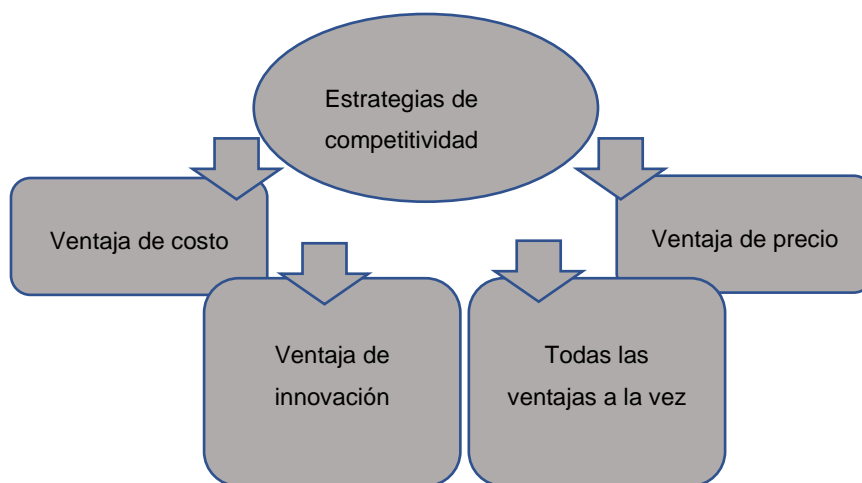 Estrategias de
competitividad
Ventaja de costo
Ventaja de precio
Ventaja de
innovación
Todas las
ventajas a la vez